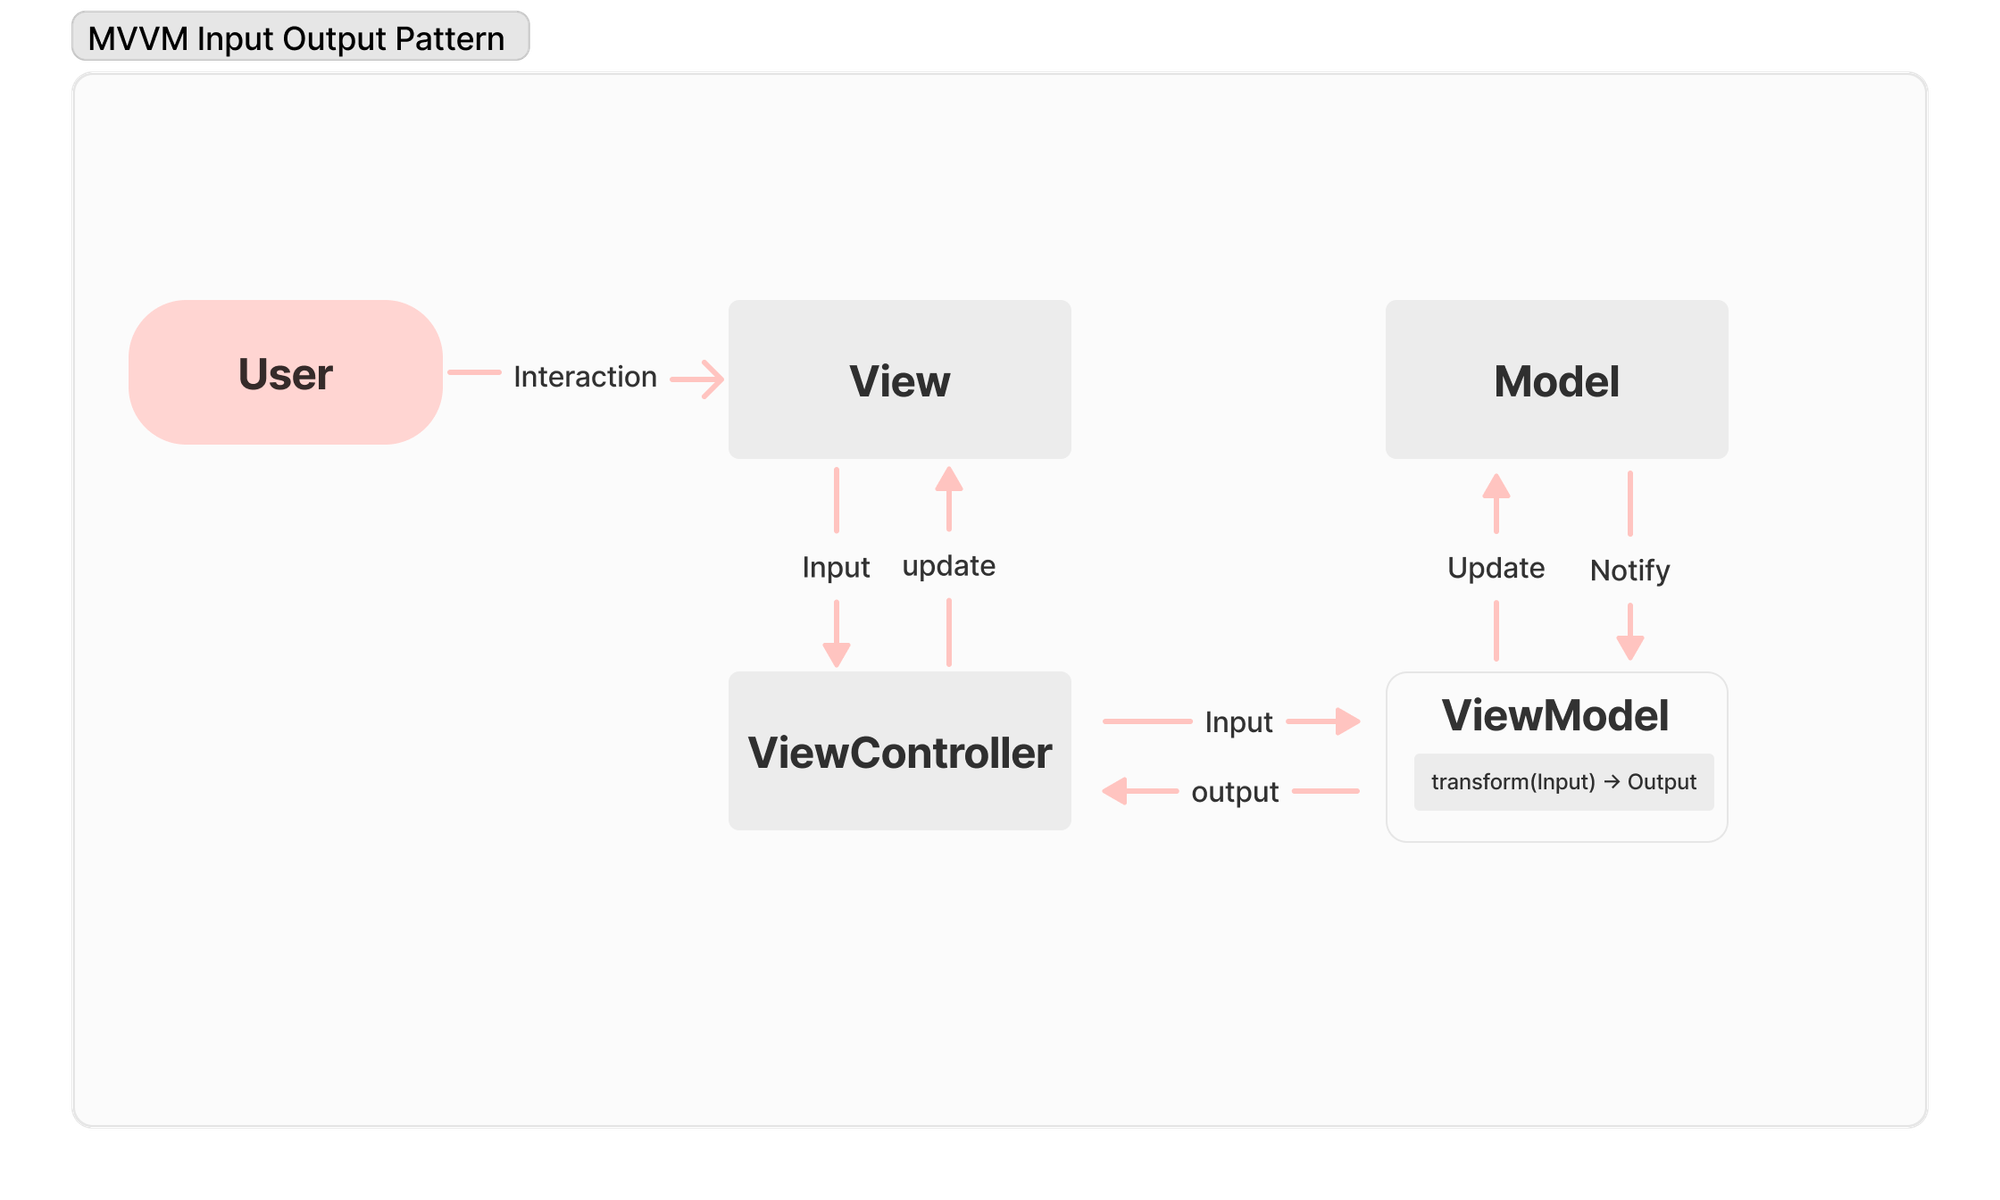 MVVM Input Output Pattern
User
Interaction
View
Model
Input
update
Update
Notify
ViewController
Input
output
ViewModel
transform(Input) → Output